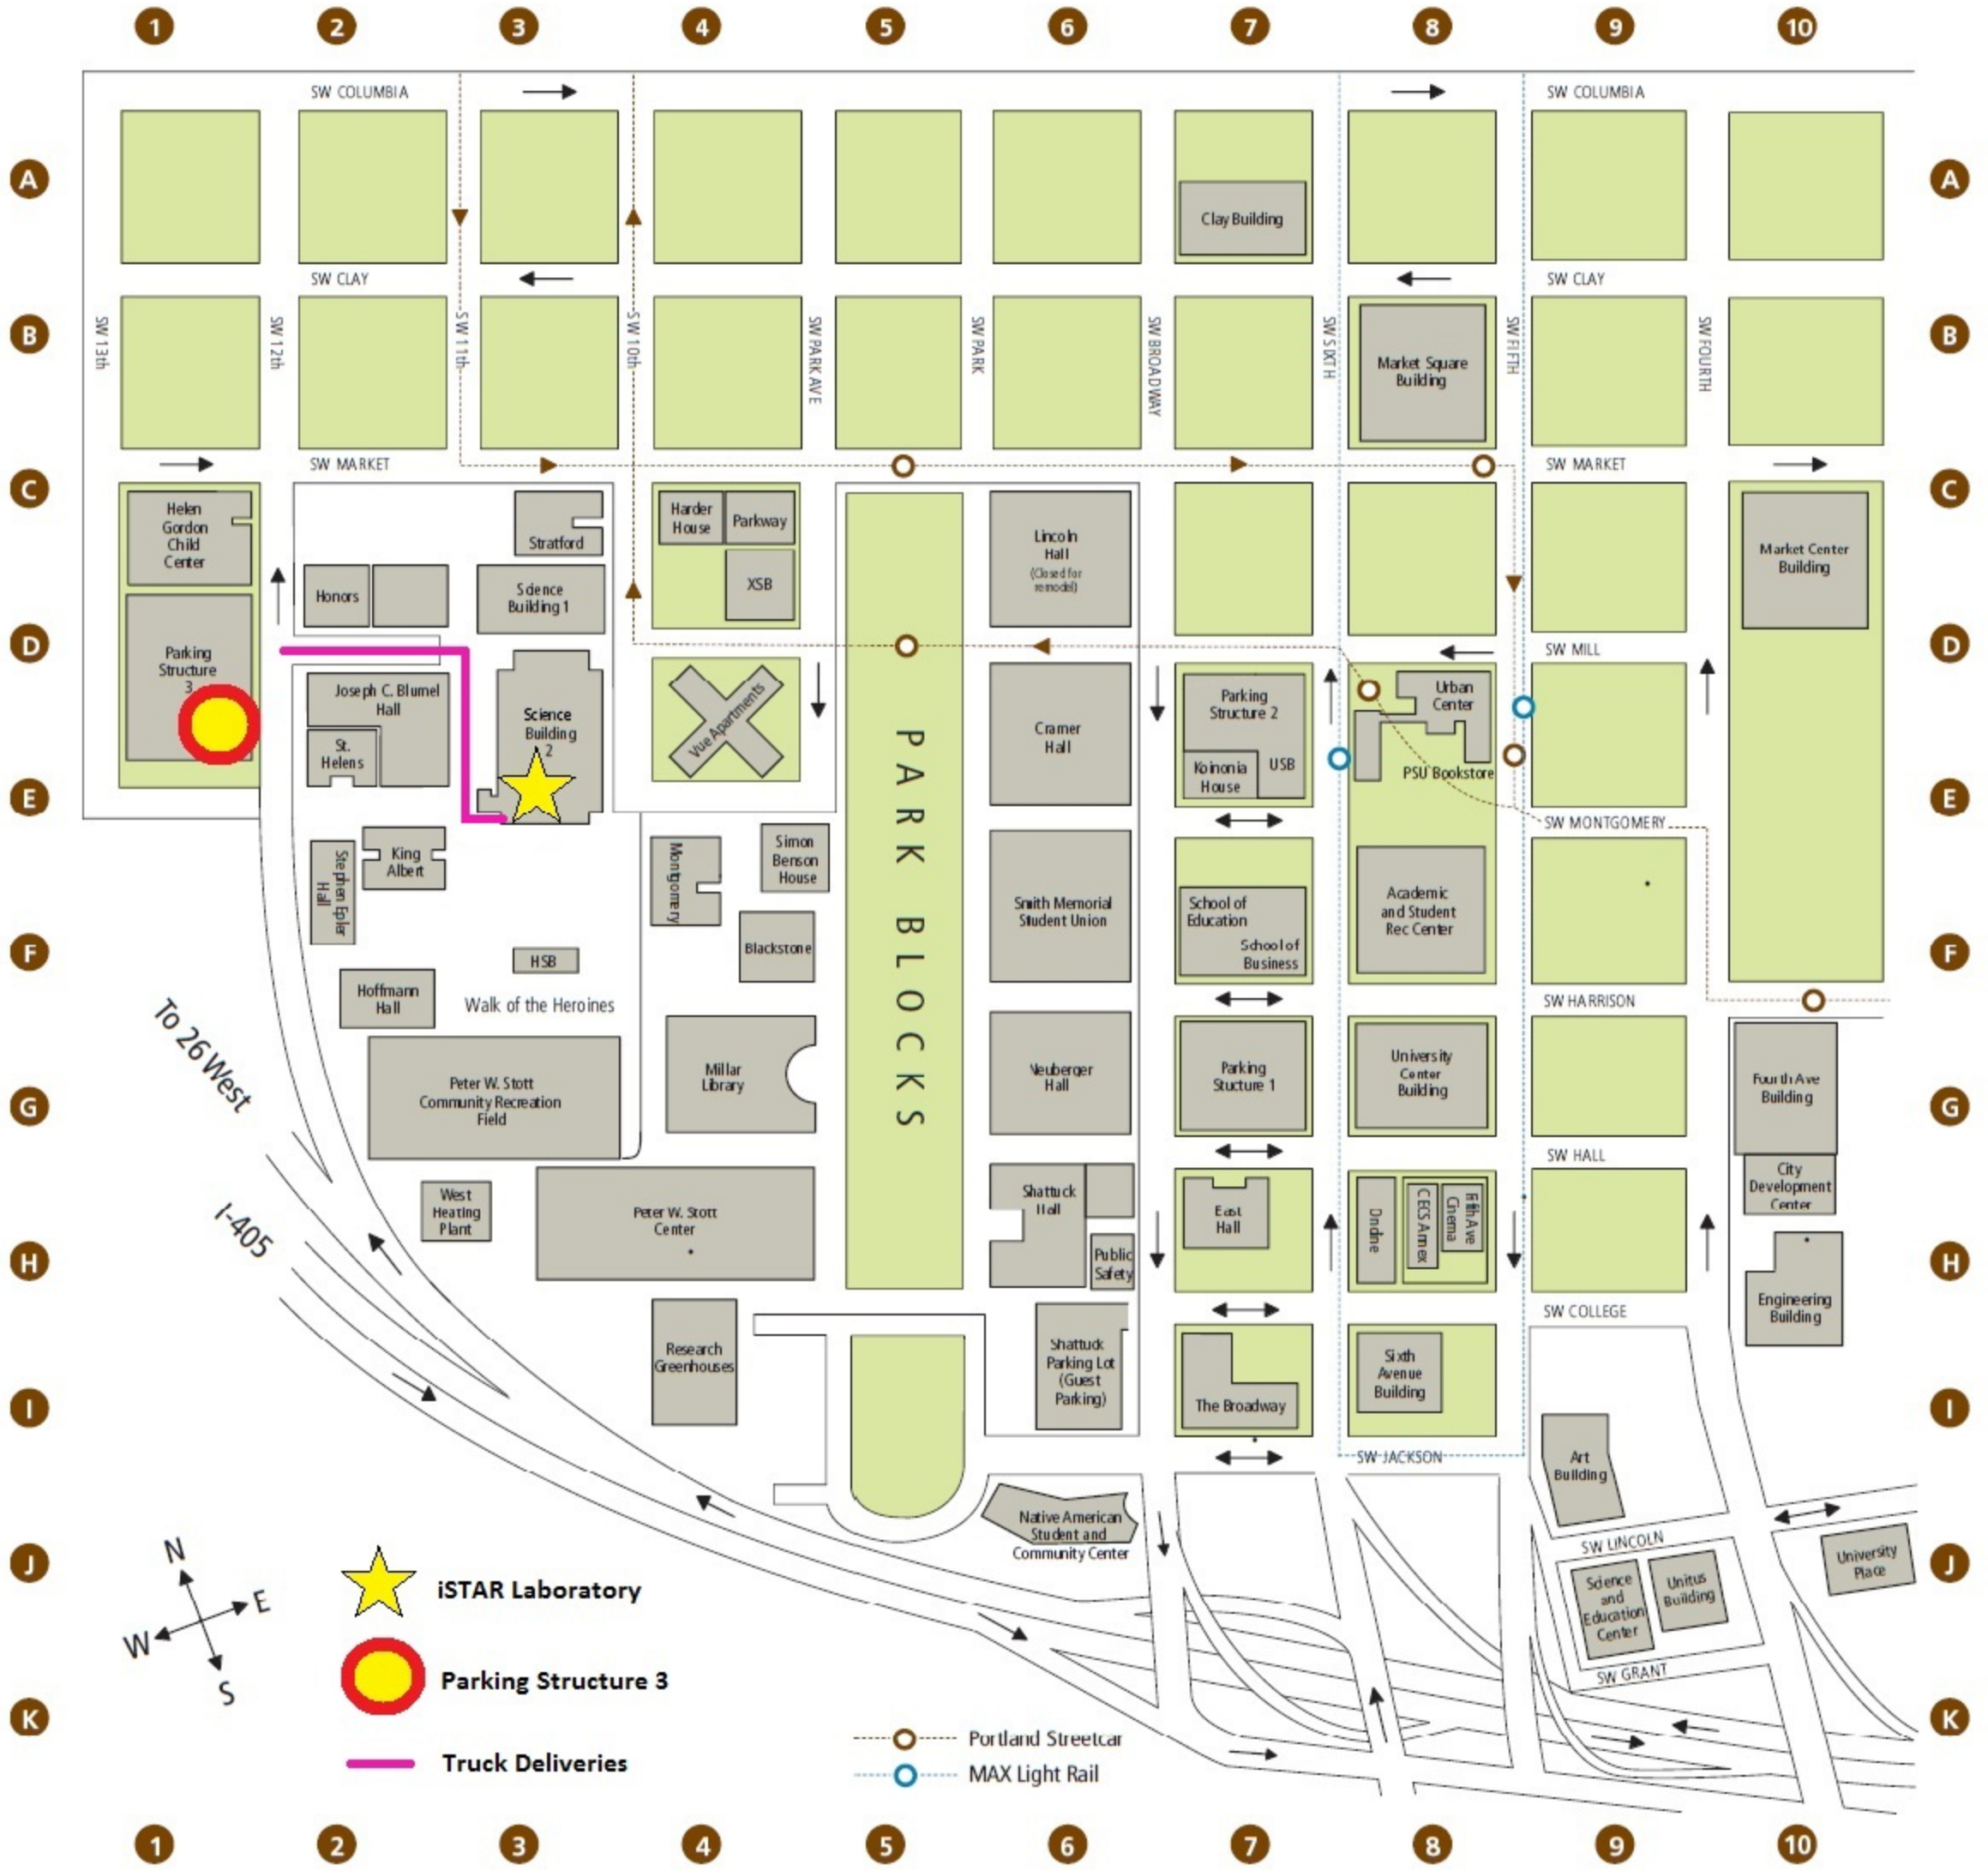 1 2 3 4 5 6 7 8 9 10
SW COLUMBIA
SW COLUMBIA
A
A
Clay Building
SW CLAY
SW CLAY
B
B
SW 13th
SW 12th
SW 11th
SW 10th
SW PARK AVE
SW PARK
SW BROADWAY
SW SIXTH
SW FIFTH
SW FOURTH
Market Square
Building
SW MARKET
SW MARKET
C
C
Helen
Gordon
Child
Center
Stratford
Harder
House
Parkway
XSB
Lincoln
Hall
(Closed for
remodel)
Market Center
Building
Honors
Science
Building 1
D
D
SW MILL
Parking
Structure
3
Joseph C. Blumel
Hall
St.
Helens
Science
Building
2
Vue Apartments
PARK BLOCKS
Cramer
Hall
Parking
Structure 2
Koinonia
House
USB
Urban
Center
PSU Bookstore
E
E
SW MONTGOMERY
Stephen Epler
Hall
King
Albert
Montgomery
Simon
Benson
House
Smith Memorial
Student Union
School of
Education
School of
Business
Academic
and Student
Rec Center
F
F
Blackstone
HSB
Hoffmann
Hall
Walk of the Heroines
SW HARRISON
To 26 West
Peter W. Stott
Community Recreation
Field
Millar
Library
Neuberger
Hall
Parking
Stucture 1
University
Center
Building
Fourth Ave
Building
G
G
SW HALL
I-405
West
Heating
Plant
Peter W. Stott
Center
Shattuck
Hall
Public
Safety
East
Hall
Ondine
CECS Annex
Fifth Ave
Cinema
City
Development
Center
H
H
Engineering
Building
SW COLLEGE
Research
Greenhouses
Shattuck
Parking Lot
(Guest
Parking)
The Broadway
Sixth
Avenue
Building
I
I
SW JACKSON
Art
Building
Native American
Student and
Community Center
SW LINCOLN
J
J
University
Place
Science
and
Education
Center
Unitus
Building
SW GRANT
N
E
W
S
iSTAR Laboratory
Parking Structure 3
Truck Deliveries
K
K
Portland Streetcar
MAX Light Rail
1 2 3 4 5 6 7 8 9 10